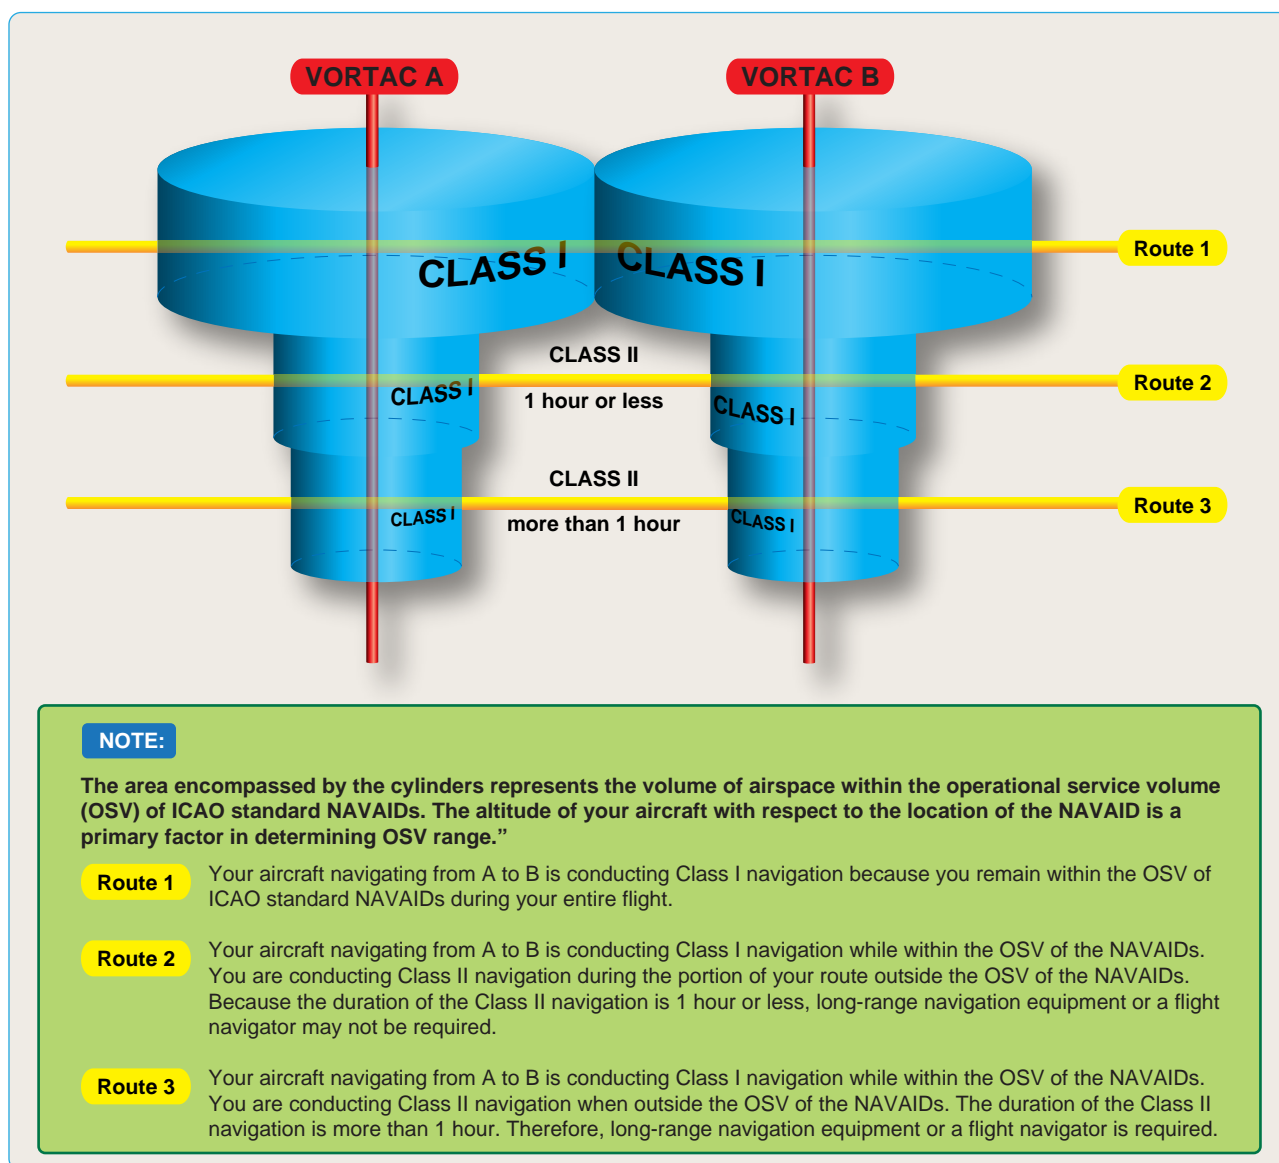 VORTAC A
VORTAC B
CLASS I
CLASS I
Route 1
CLASS II
1 hour or less
CLASS I
CLASS I
Route 2
CLASS II
more than 1 hour
CLASS I
CLASS I
Route 3
NOTE:
The area encompassed by the cylinders represents the volume of airspace within the operational service volume
(OSV) of ICAO standard NAVAIDs. The altitude of your aircraft with respect to the location of the NAVAID is a
primary factor in determining OSV range.”
Route 1
Your aircraft navigating from A to B is conducting Class I navigation because you remain within the OSV of
ICAO standard NAVAIDs during your entire flight.
Route 2
Your aircraft navigating from A to B is conducting Class I navigation while within the OSV of the NAVAIDs.
You are conducting Class II navigation during the portion of your route outside the OSV of the NAVAIDs.
Because the duration of the Class II navigation is 1 hour or less, long-range navigation equipment or a flight
navigator may not be required.
Route 3
Your aircraft navigating from A to B is conducting Class I navigation while within the OSV of the NAVAIDs.
You are conducting Class II navigation when outside the OSV of the NAVAIDs. The duration of the Class II
navigation is more than 1 hour. Therefore, long-range navigation equipment or a flight navigator is required.